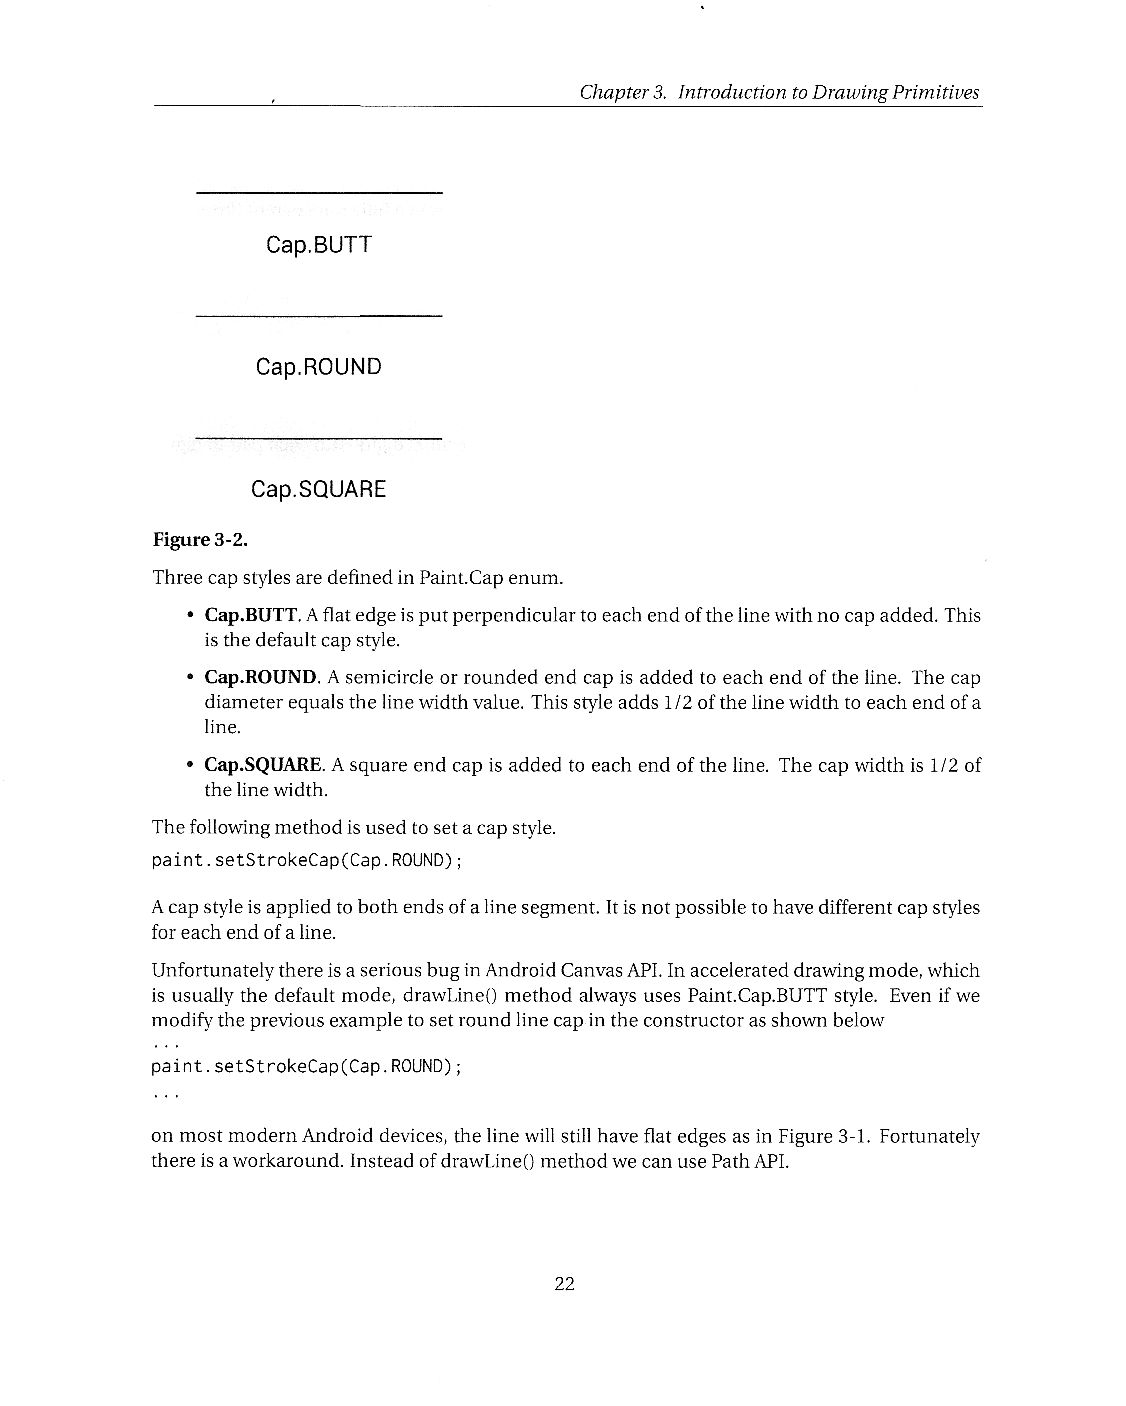 Chapter 3. Introduction to Drawing Primitives
Cap.BUTT
Cap.ROUND
Cap.SQUARE
Figure 3-2.
Three cap styles are defined in Paint.Cap enum.
• Cap.BUTT. A flat edge is put perpendicular to each end of the line with no cap added. This
is the default cap style.
• Cap.ROUND. A semicircle or rounded end cap is added to each end of the line. The cap
diameter equals the line width value. This style adds 1/2 of the line width to each end of a
line.
• Cap.SQUARE. A square end cap is added to each end of the line. The cap width is 1/2 of
the line width.
The following method is used to set a cap style.
paint.setStrokeCap(Cap.ROUND);
A cap style is applied to both ends of a line segment. It is not possible to have different cap styles
for each end of a line.
Unfortunately there is a serious bug in Android Canvas API. In accelerated drawing mode, which
is usually the default mode, drawLine() method always uses Paint.Cap.BUTT style. Even if we
modify the previous example to set round line cap in the constructor as shown below
...
paint.setStrokeCap(Cap.ROUND);
...
on most modern Android devices, the line will still have flat edges as in Figure 3-1. Fortunately
there is a workaround. Instead of drawLine() method we can use Path API.
22